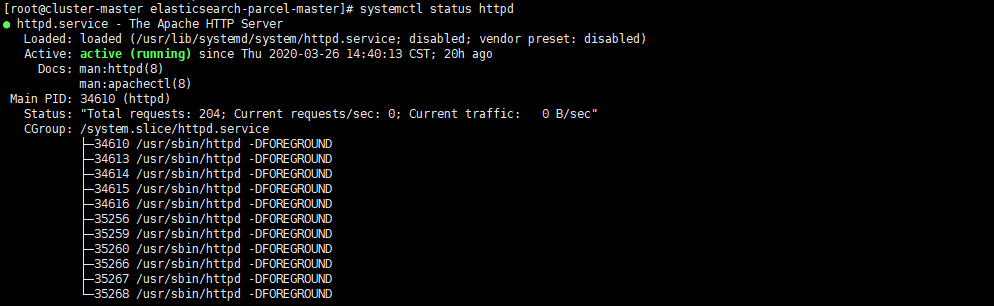 [root@cluster-master elasticsearch-parcel-master]# systemctl status httpd
● httpd.service - The Apache HTTP Server
   Loaded: loaded (/usr/lib/systemd/system/httpd.service; disabled; vendor preset: disabled)
   Active: active (running) since Thu 2020-03-26 14:40:13 CST; 20h ago
     Docs: man:httpd(8)
           man:apachectl(8)
 Main PID: 34610 (httpd)
   Status: "Total requests: 204; Current requests/sec: 0; Current traffic:   0 B/sec"
   CGroup: /system.slice/httpd.service
           ├─34610 /usr/sbin/httpd -DFOREGROUND
           ├─34613 /usr/sbin/httpd -DFOREGROUND
           ├─34614 /usr/sbin/httpd -DFOREGROUND
           ├─34615 /usr/sbin/httpd -DFOREGROUND
           ├─34616 /usr/sbin/httpd -DFOREGROUND
           ├─35256 /usr/sbin/httpd -DFOREGROUND
           ├─35259 /usr/sbin/httpd -DFOREGROUND
           ├─35260 /usr/sbin/httpd -DFOREGROUND
           ├─35266 /usr/sbin/httpd -DFOREGROUND
           ├─35267 /usr/sbin/httpd -DFOREGROUND
           └─35268 /usr/sbin/httpd -DFOREGROUND